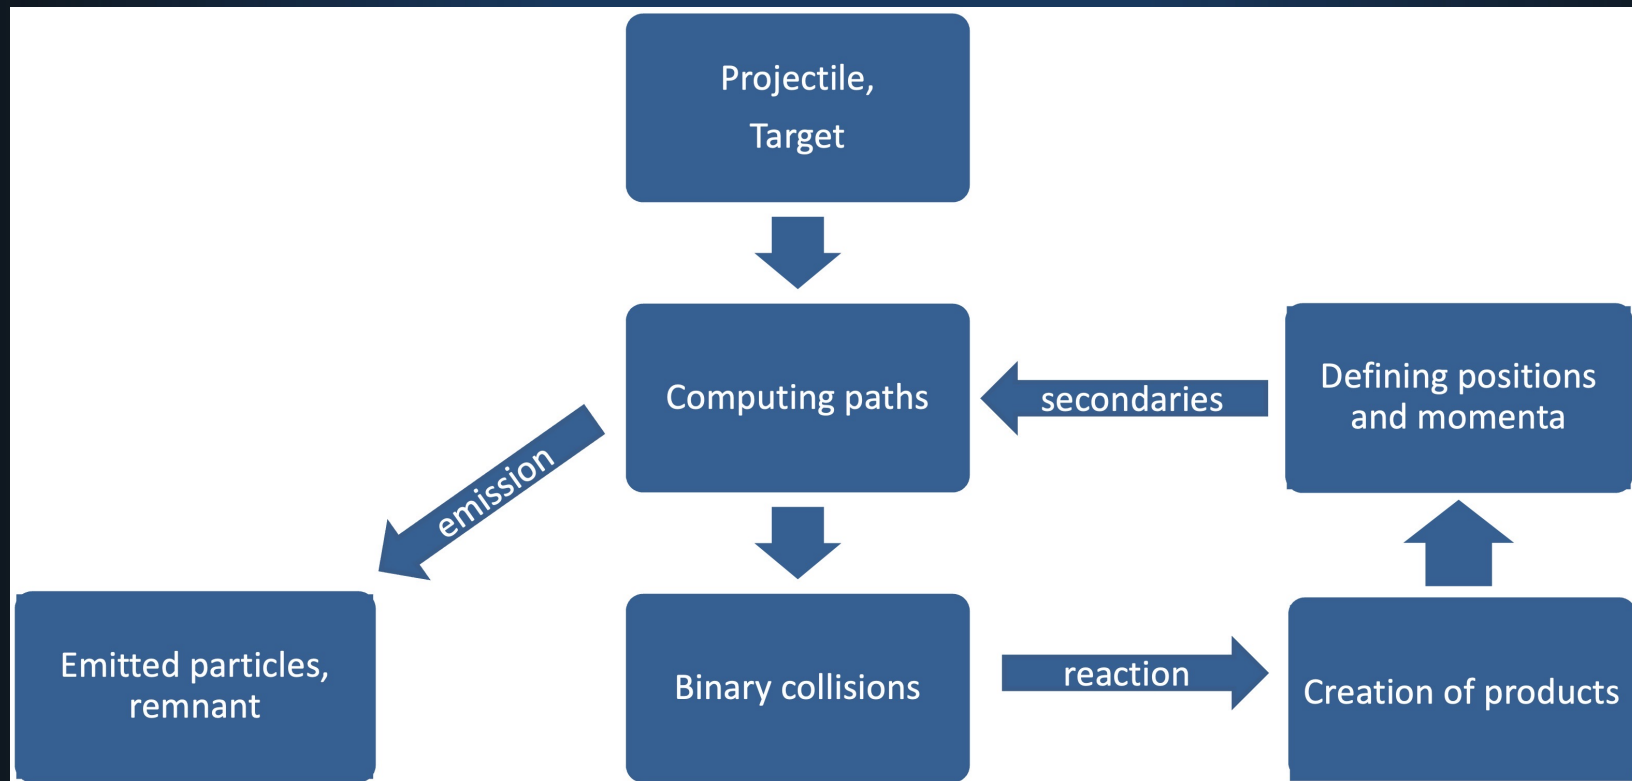 Projectile,
Target
Computing paths
secondaries
Defining positions
and momenta
emission
Emitted particles,
remnant
Binary collisions
reaction
Creation of products